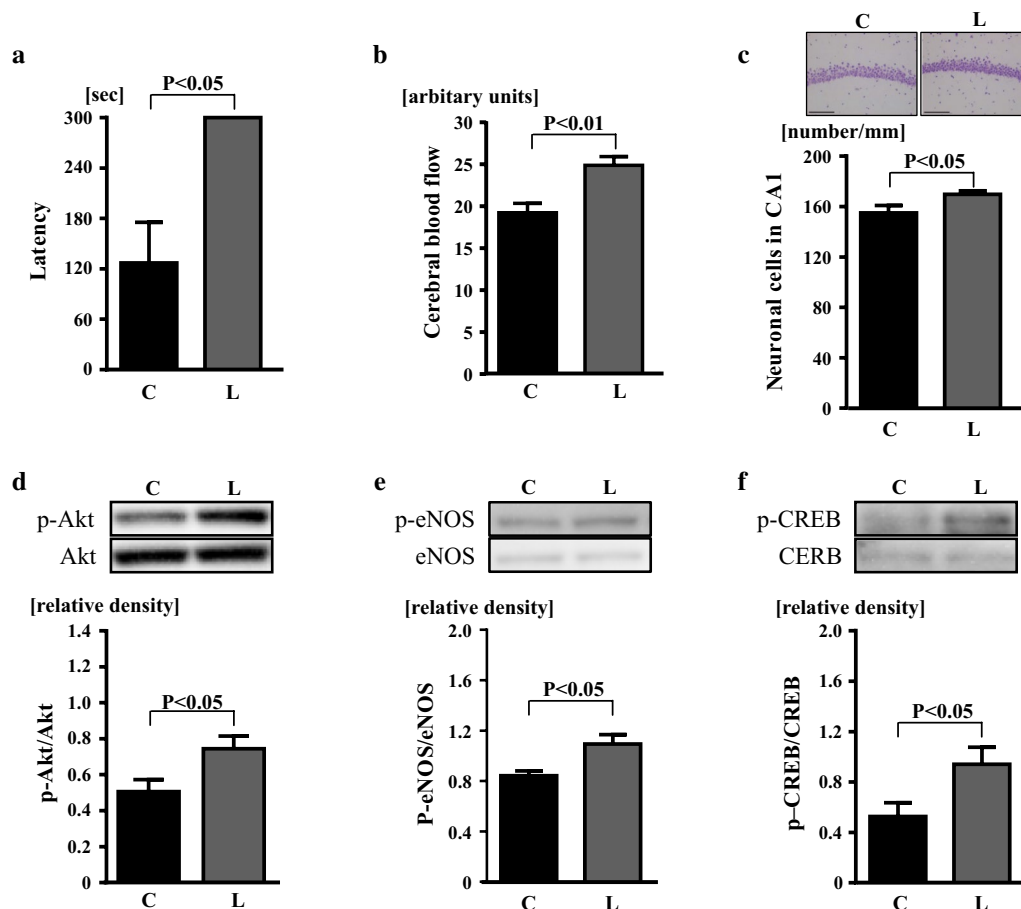 a
[sec]
P<0.05
Latency
300
240
180
120
60
0
C L
b
[arbitary units]
P<0.01
Cerebral blood flow
30
25
20
15
10
5
0
C L
c
C L
[number/mm]
P<0.05
Neuronal cells in CA1
200
160
120
80
40
0
C L
d
C L
p-Akt
Akt
[relative density]
P<0.05
p-Akt/Akt
1.4
1.2
1.0
0.8
0.6
0.4
0.2
0
C L
e
C L
p-eNOS
eNOS
[relative density]
P<0.05
P-eNOS/eNOS
2.0
1.6
1.2
0.8
0.4
0
C L
f
C L
p-CREB
CERB
[relative density]
P<0.05
p–CREB/CREB
2.0
1.6
1.2
0.8
0.4
0
C L